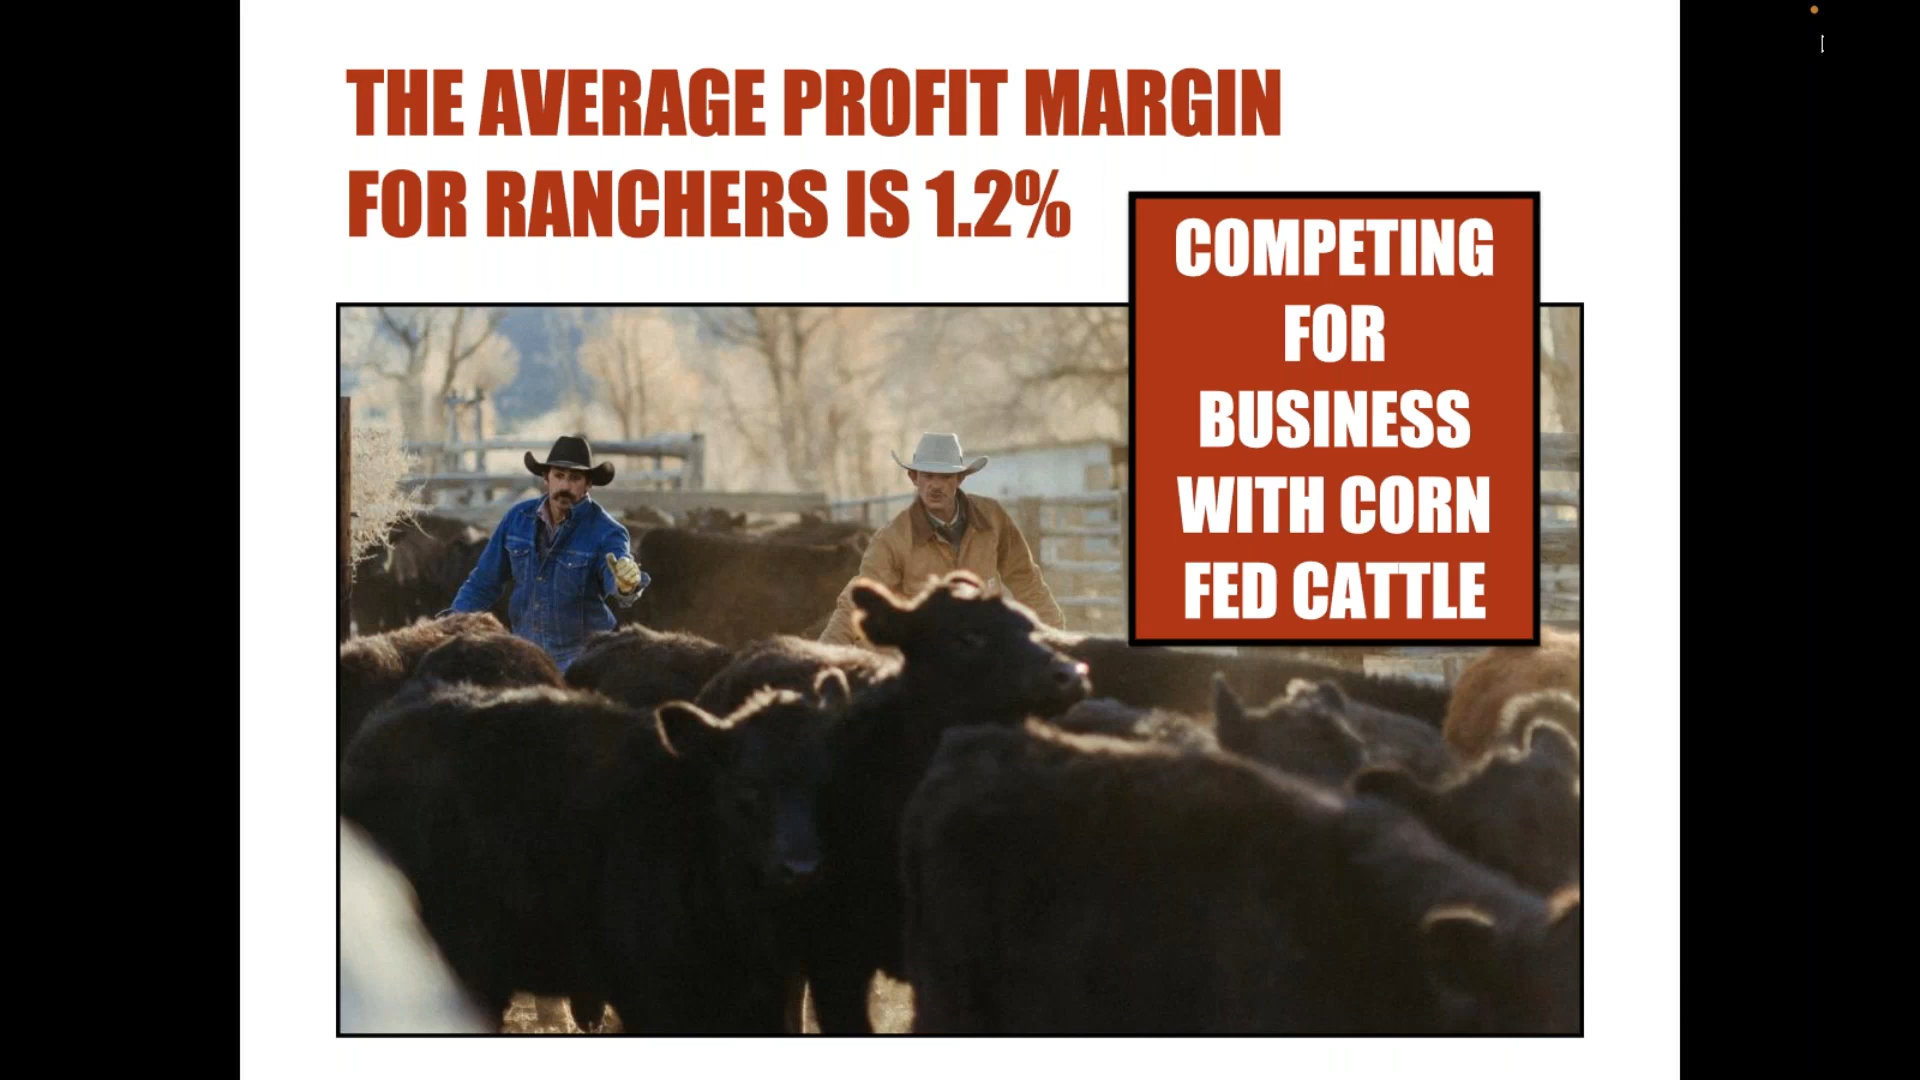 THE AVERAGE PROFIT MARGIN
FOR RANCHERS IS 1.2%
COMPETING
FOR
BUSINESS
WITH CORN
FED CATTLE